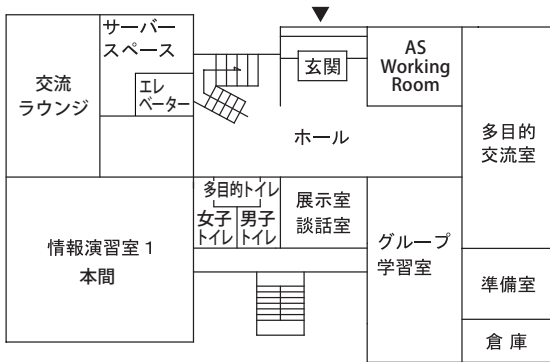 サーバー
スペース
交流
ラウンジ
エレ
ベーター
玄関
AS
Working
Room
ホール
多目的
交流室
多目的トイレ
女子
トイレ
男子
トイレ
展示室
談話室
グループ
学習室
情報演習室1
本間
準備室
倉庫